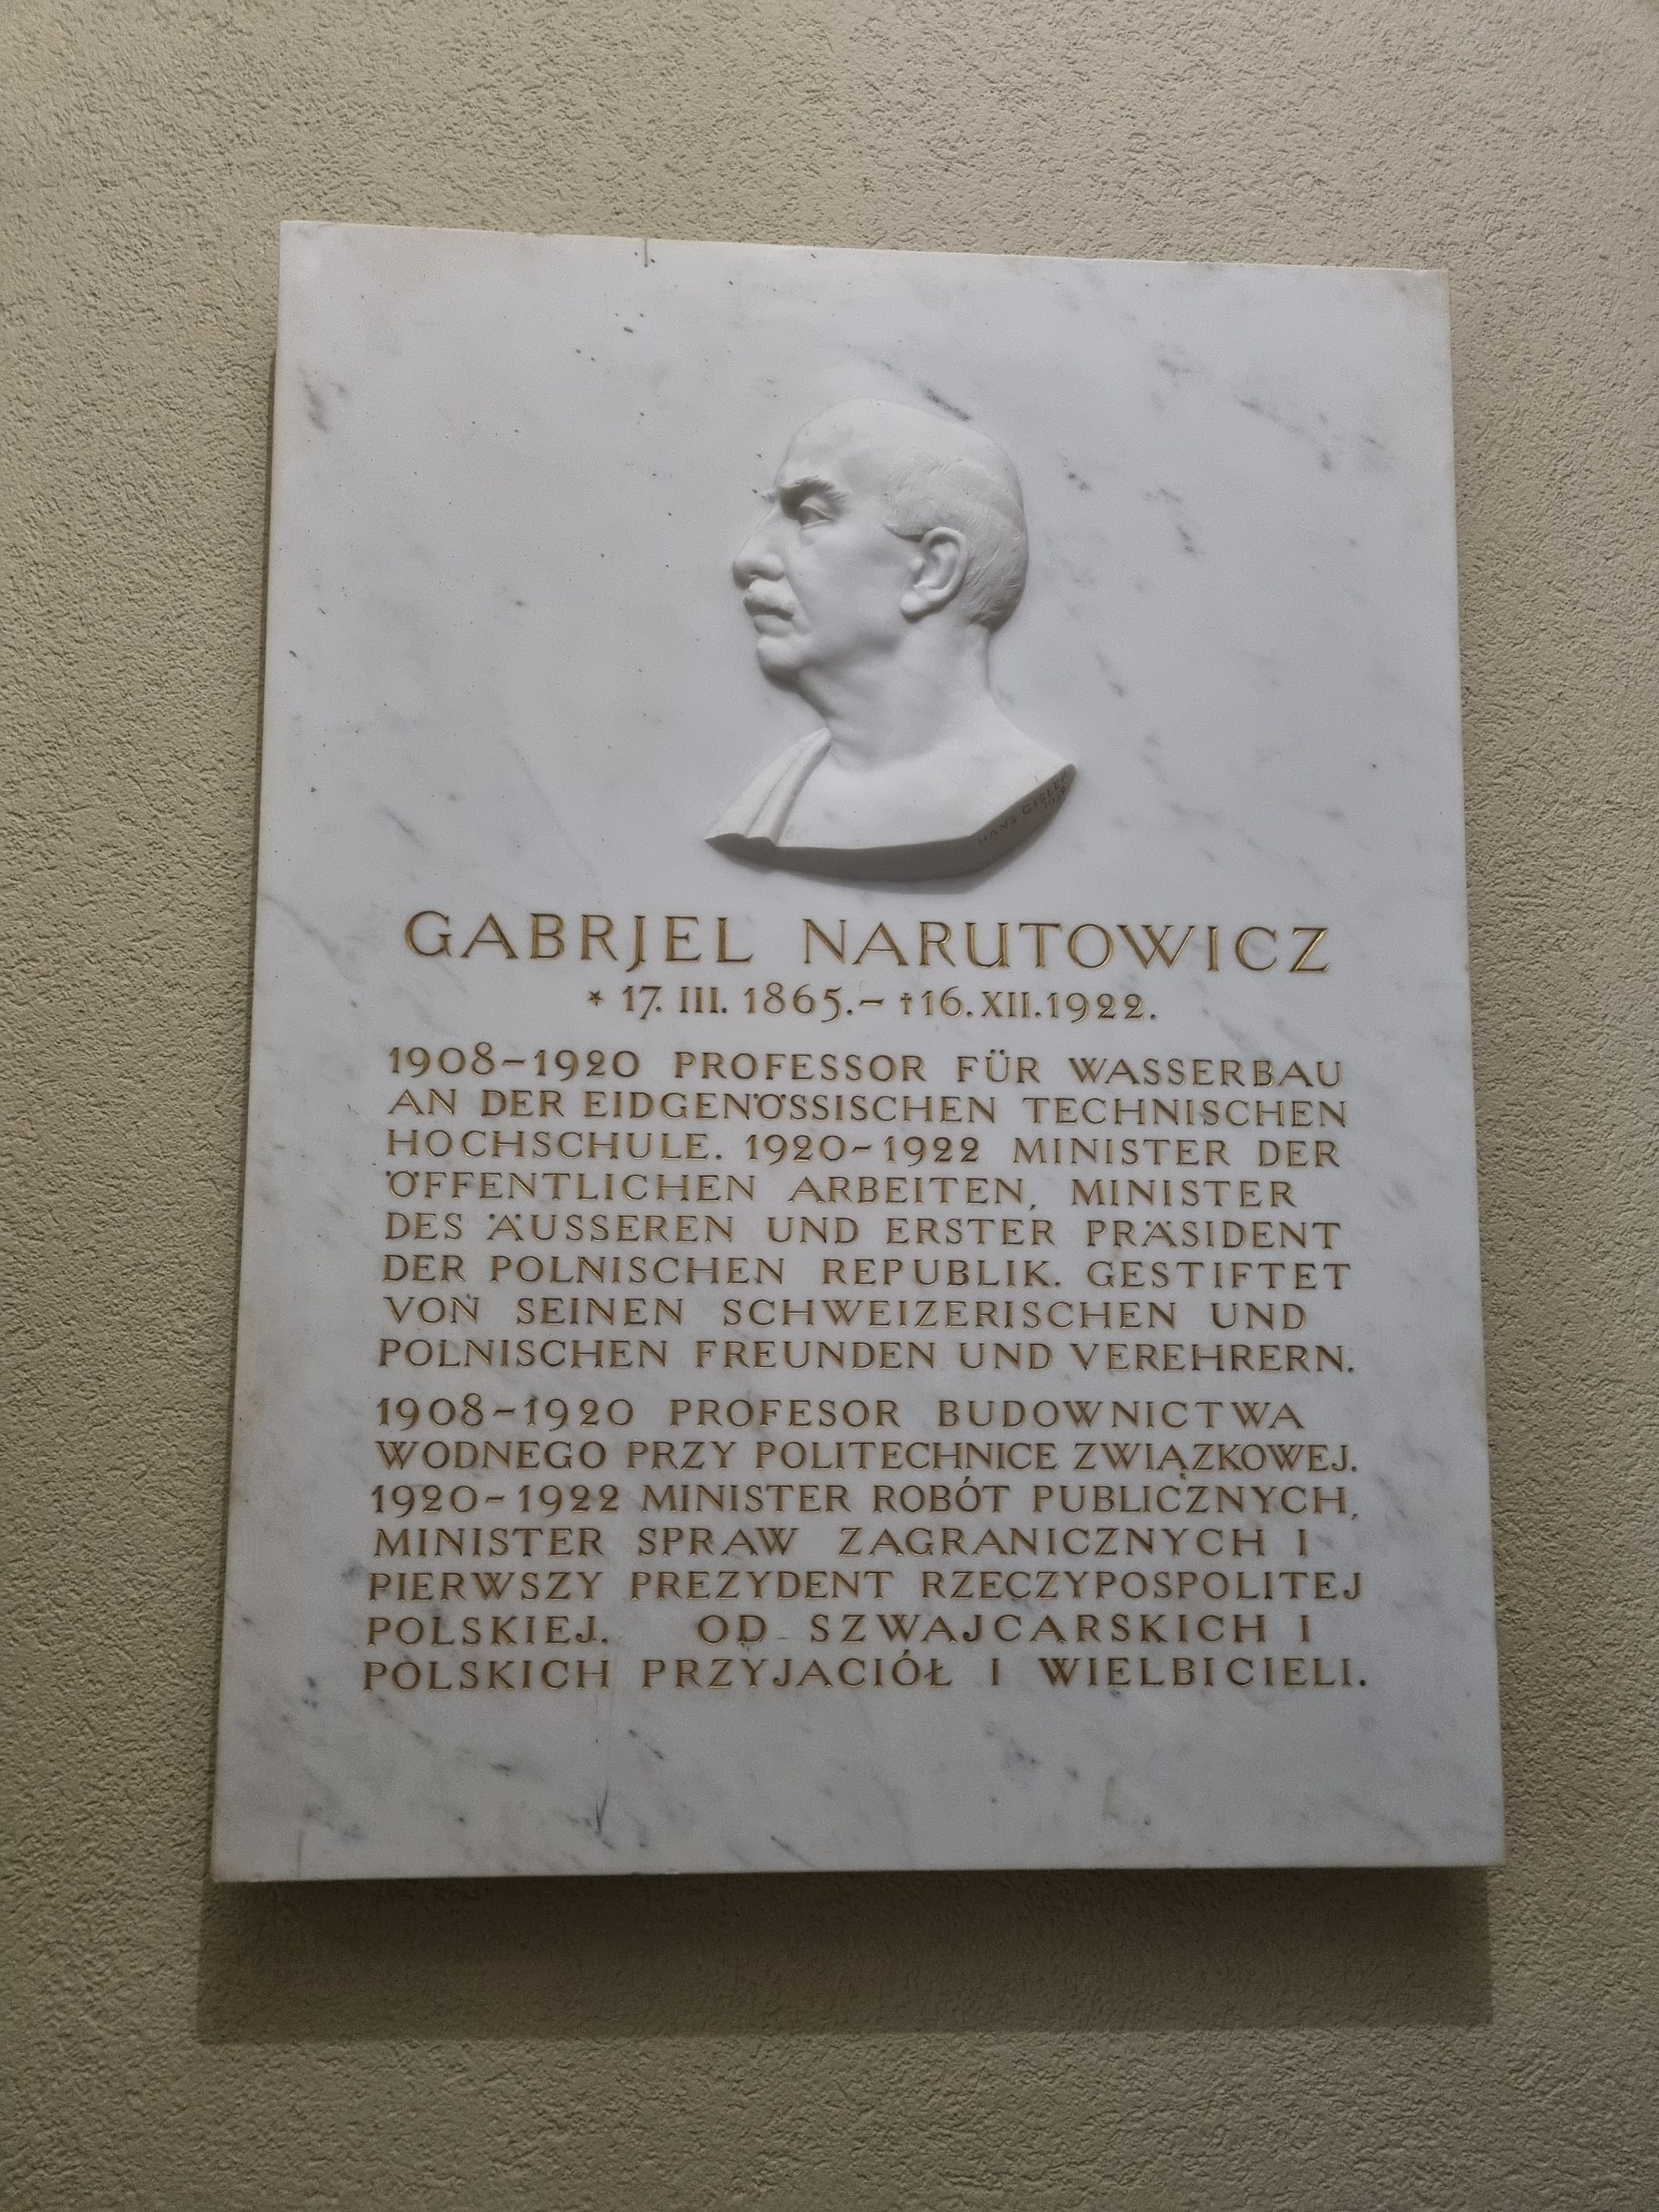 HANS GISLER
GABRJEL NARUTOWICZ
* 17. III. 1865.– †16. XII. 1922.
1908–1920 PROFESSOR FÜR WASSERBAU
AN DER EIDGENÖSSISCHEN TECHNISCHEN
HOCHSCHULE. 1920–1922 MINISTER DER
ÖFFENTLICHEN ARBEITEN, MINISTER
DES ÄUSSEREN UND ERSTER PRÄSIDENT
DER POLNISCHEN REPUBLIK. GESTIFTET
VON SEINEN SCHWEIZERISCHEN UND
POLNISCHEN FREUNDEN UND VEREHRERN.
1908–1920 PROFESOR BUDOWNICTWA
WODNEGO PRZY POLITECHNICE ZWIĄZKOWEJ.
1920–1922 MINISTER ROBÓT PUBLICZNYCH,
MINISTER SPRAW ZAGRANICZNYCH I
PIERWSZY PREZYDENT RZECZYPOSPOLITEJ
POLSKIEJ. OD SZWAJCARSKICH I
POLSKICH PRZYJACIÓŁ I WIELBICIELI.